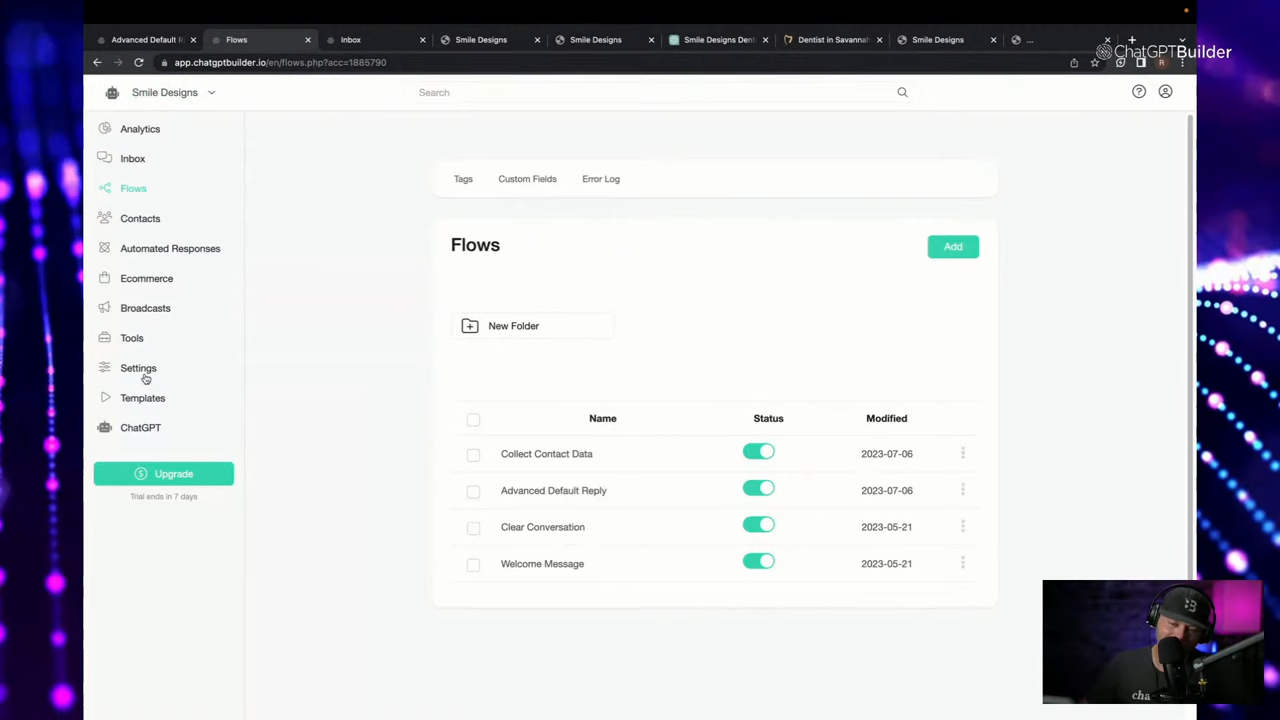 Advanced Default R
Flows
Inbox
Smile Designs
Smile Designs
Smile Designs Dent
Dentist in Savannah
Smile Designs
...
ChatGPTBuilder
app.chatgptbuilder.io/en/flows.php?acc=1885790
R
Smile Designs
Search
Analytics
Inbox
Flows
Contacts
Automated Responses
Ecommerce
Broadcasts
Tools
Settings
Templates
ChatGPT
Upgrade
Trial ends in 7 days
Tags Custom Fields Error Log
Flows
Add
New Folder
Name Status Modified
Collect Contact Data 2023-07-06
Advanced Default Reply 2023-07-06
Clear Conversation 2023-05-21
Welcome Message 2023-05-21
cha